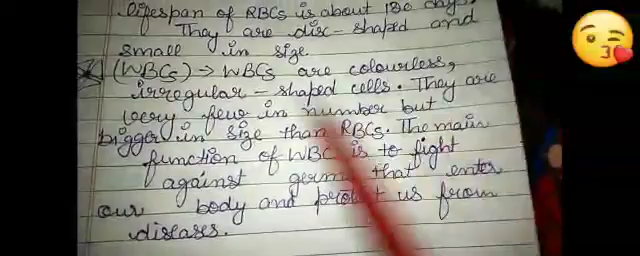 lifespan of RBCs is about 120 days.
They are disc-shaped and
small in size.
(WBCs) → WBCs are colourless,
irregular-shaped cells. They are
very few in number but
bigger in size than RBCs. The main
function of WBC is to fight
against germ that enter
our body and protect us from
diseases.